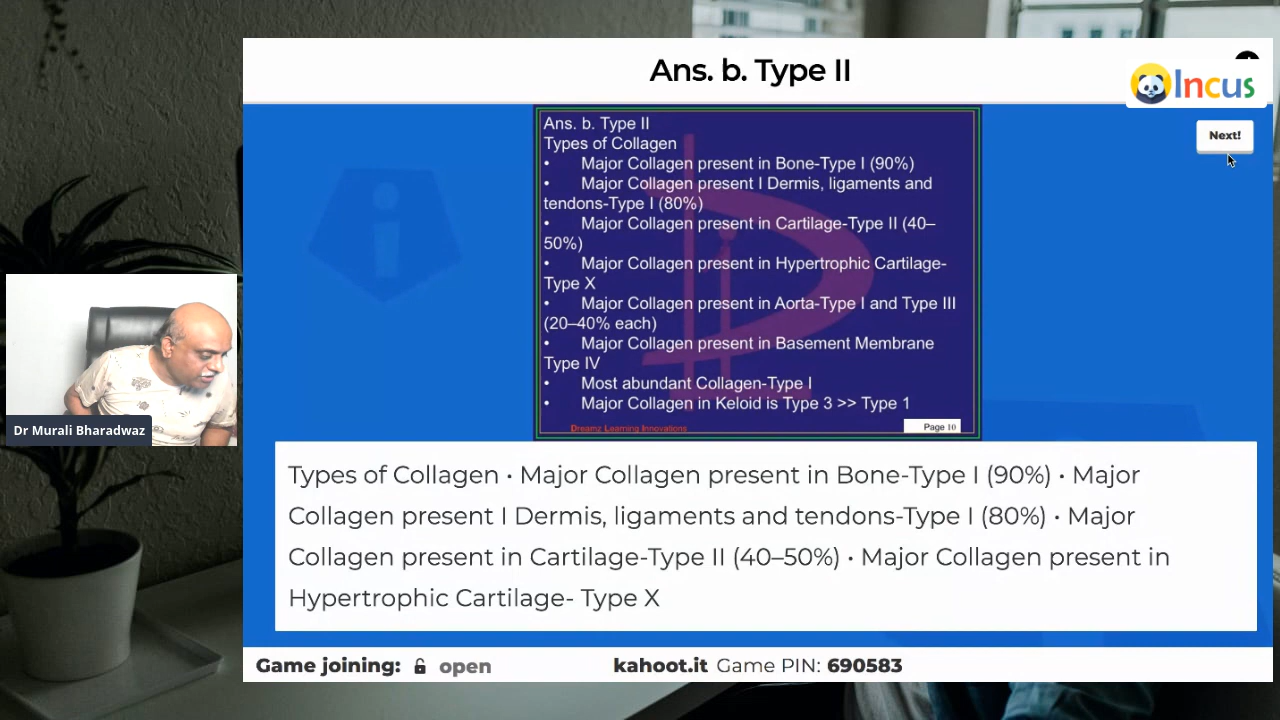 Ans. b. Type II
Incus
Next!
Ans. b. Type II
Types of Collagen
• Major Collagen present in Bone-Type I (90%)
• Major Collagen present I Dermis, ligaments and
tendons-Type I (80%)
• Major Collagen present in Cartilage-Type II (40–
50%)
• Major Collagen present in Hypertrophic Cartilage-
Type X
• Major Collagen present in Aorta-Type I and Type III
(20–40% each)
• Major Collagen present in Basement Membrane
Type IV
• Most abundant Collagen-Type I
• Major Collagen in Keloid is Type 3 >> Type 1
Dreamz Learning Innovations
Page 10
Dr Murali Bharadwaz
Types of Collagen • Major Collagen present in Bone-Type I (90%) • Major
Collagen present I Dermis, ligaments and tendons-Type I (80%) • Major
Collagen present in Cartilage-Type II (40–50%) • Major Collagen present in
Hypertrophic Cartilage- Type X
Game joining: open
kahoot.it Game PIN: 690583